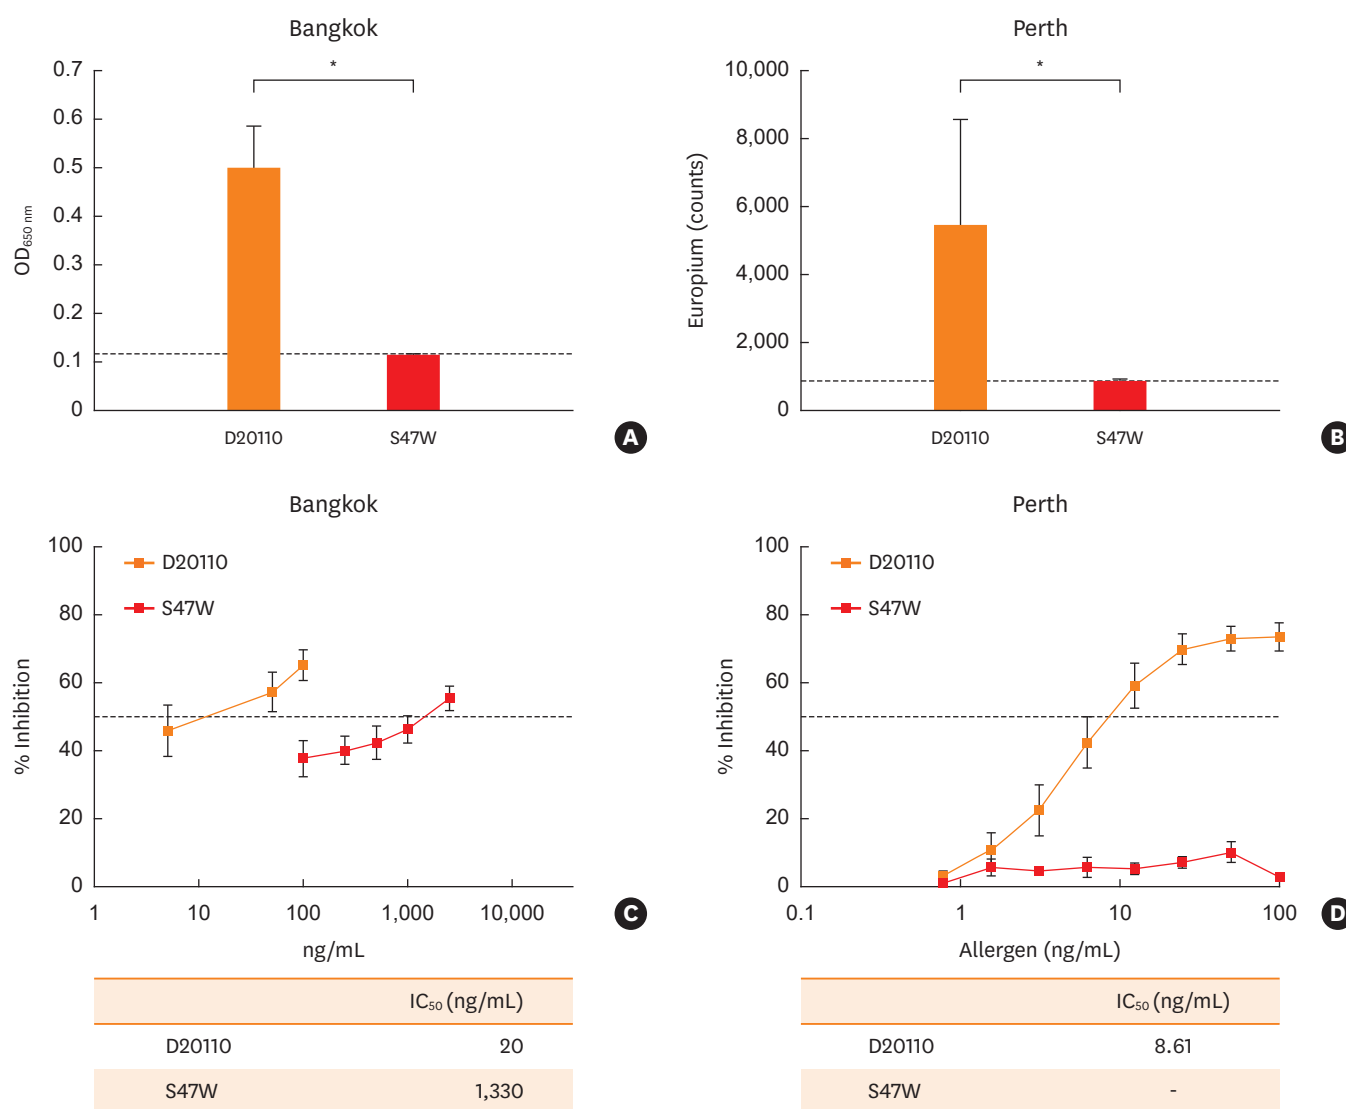 Bangkok
0.7
0.6
0.5
0.4
0.3
0.2
0.1
0
OD650 nm
*
D20110
S47W
A
Perth
10,000
8,000
6,000
4,000
2,000
0
Europium (counts)
*
D20110
S47W
B
Bangkok
100
80
60
40
20
0
% Inhibition
D20110
S47W
1
10
100
1,000
10,000
ng/mL
C
IC50 (ng/mL)
D20110 20
S47W 1,330
Perth
100
80
60
40
20
0
% Inhibition
D20110
S47W
0.1
1
10
100
Allergen (ng/mL)
D
IC50 (ng/mL)
D20110 8.61
S47W -